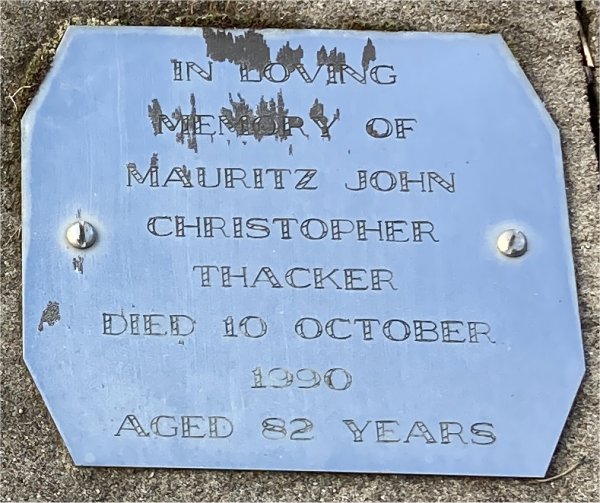 IN LOVING
MEMORY OF
MAURITZ JOHN
CHRISTOPHER
THACKER
DIED 10 OCTOBER
1990
AGED 82 YEARS